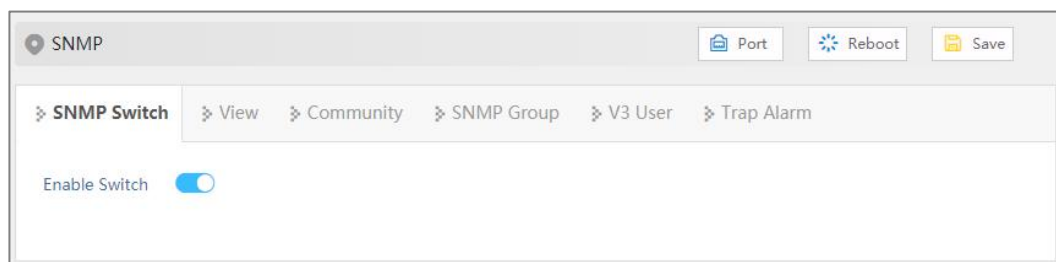 SNMP Port Reboot Save
SNMP Switch View Community SNMP Group V3 User Trap Alarm
Enable Switch